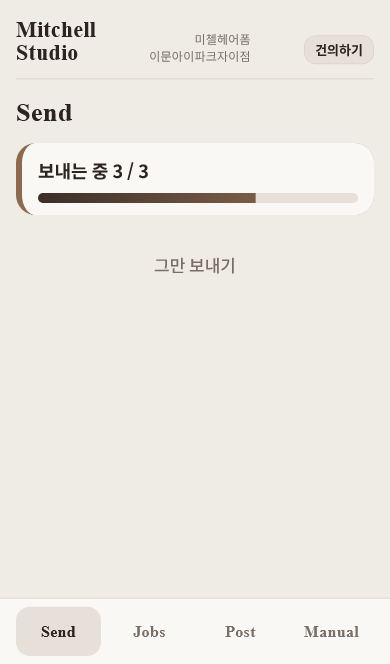 Mitchell
Studio
미젤헤어폼
이문아이파크자이점
건의하기
Send
보내는 중 3 / 3
그만 보내기
Send
Jobs
Post
Manual